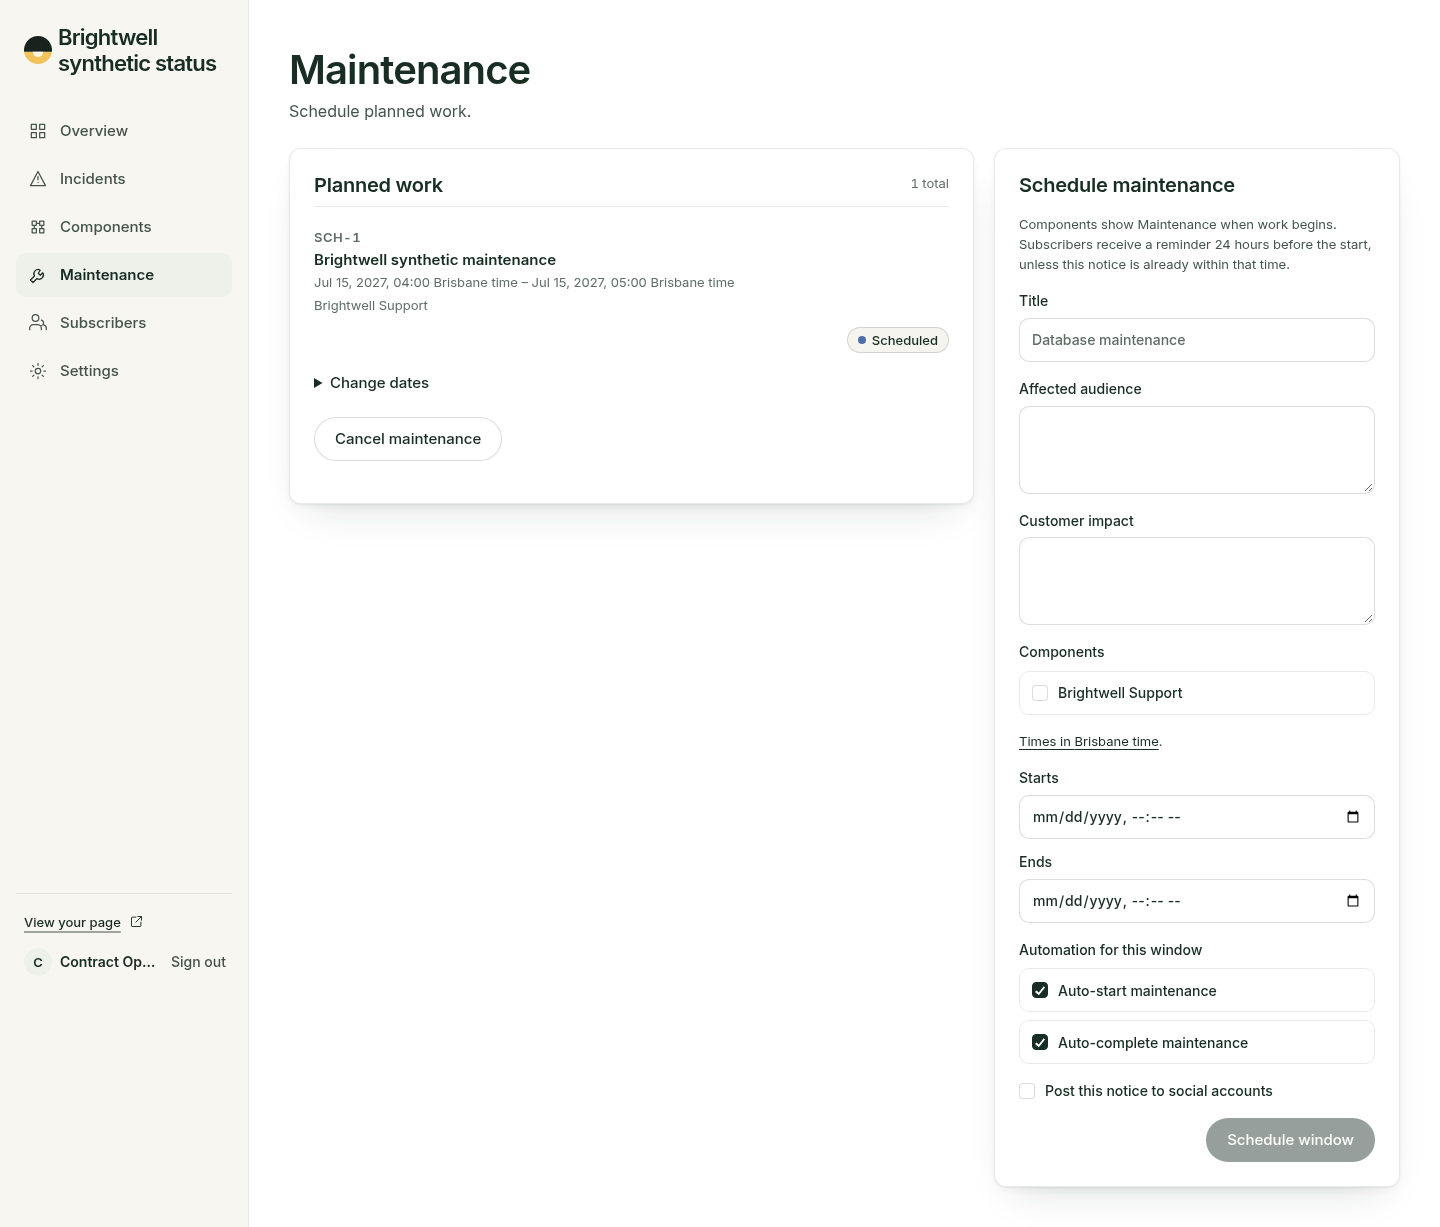 Brightwell
synthetic status
Overview
Incidents
Components
Maintenance
Subscribers
Settings
View your page
C
Contract Op...
Sign out
Maintenance
Schedule planned work.
Planned work
1 total
SCH-1
Brightwell synthetic maintenance
Jul 15, 2027, 04:00 Brisbane time – Jul 15, 2027, 05:00 Brisbane time
Brightwell Support
Scheduled
Change dates
Cancel maintenance
Schedule maintenance
Components show Maintenance when work begins.
Subscribers receive a reminder 24 hours before the start,
unless this notice is already within that time.
Title
Database maintenance
Affected audience
Customer impact
Components
Brightwell Support
Times in Brisbane time.
Starts
mm/dd/yyyy, --:-- --
Ends
mm/dd/yyyy, --:-- --
Automation for this window
Auto-start maintenance
Auto-complete maintenance
Post this notice to social accounts
Schedule window